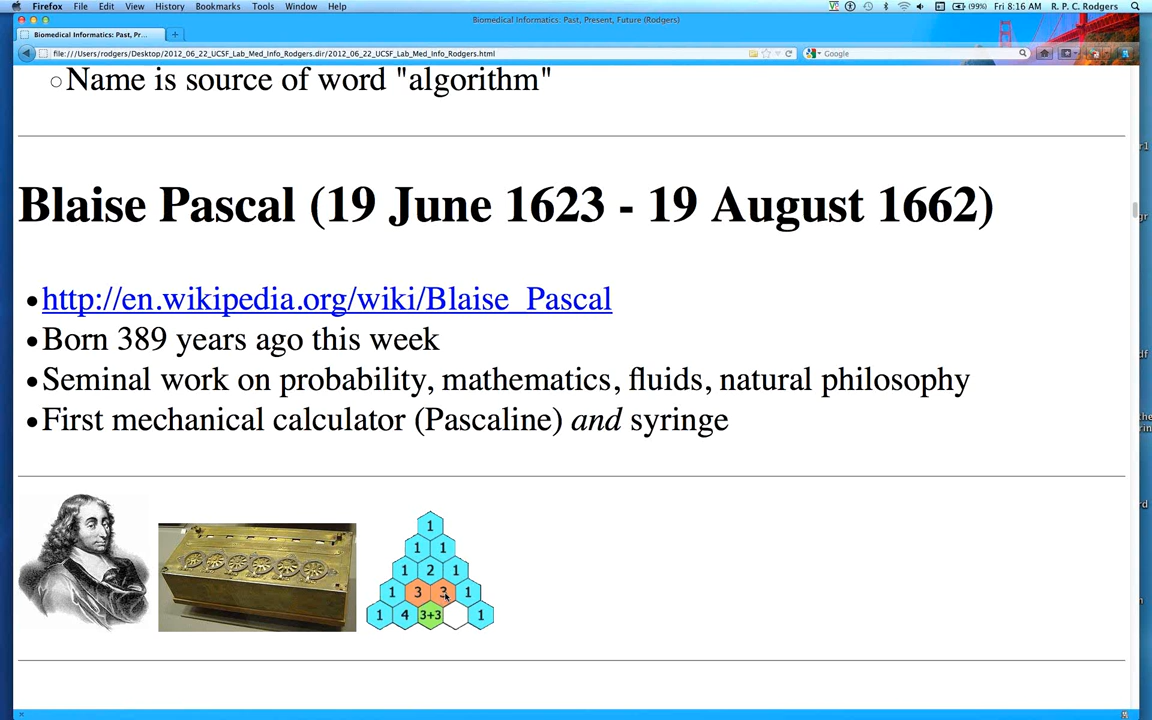 Firefox File Edit View History Bookmarks Tools Window Help (99%) Fri 8:16 AM R. P. C. Rodgers
Biomedical Informatics: Past, Present, Future (Rodgers)
Biomedical Informatics: Past, Pr...
file:///Users/rodgers/Desktop/2012_06_22_UCSF_Lab_Med_Info_Rodgers.dir/2012_06_22_UCSF_Lab_Med_Info_Rodgers.html Google
Name is source of word "algorithm"
Blaise Pascal (19 June 1623 - 19 August 1662)
http://en.wikipedia.org/wiki/Blaise_Pascal
Born 389 years ago this week
Seminal work on probability, mathematics, fluids, natural philosophy
First mechanical calculator (Pascaline) and syringe
1
1 1
1 2 1
1 3 3 1
1 4 3+3 1